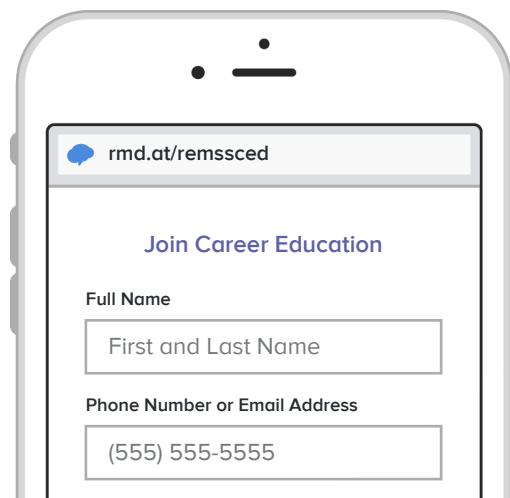 rmd.at/remssced
Join Career Education
Full Name
First and Last Name
Phone Number or Email Address
(555) 555-5555